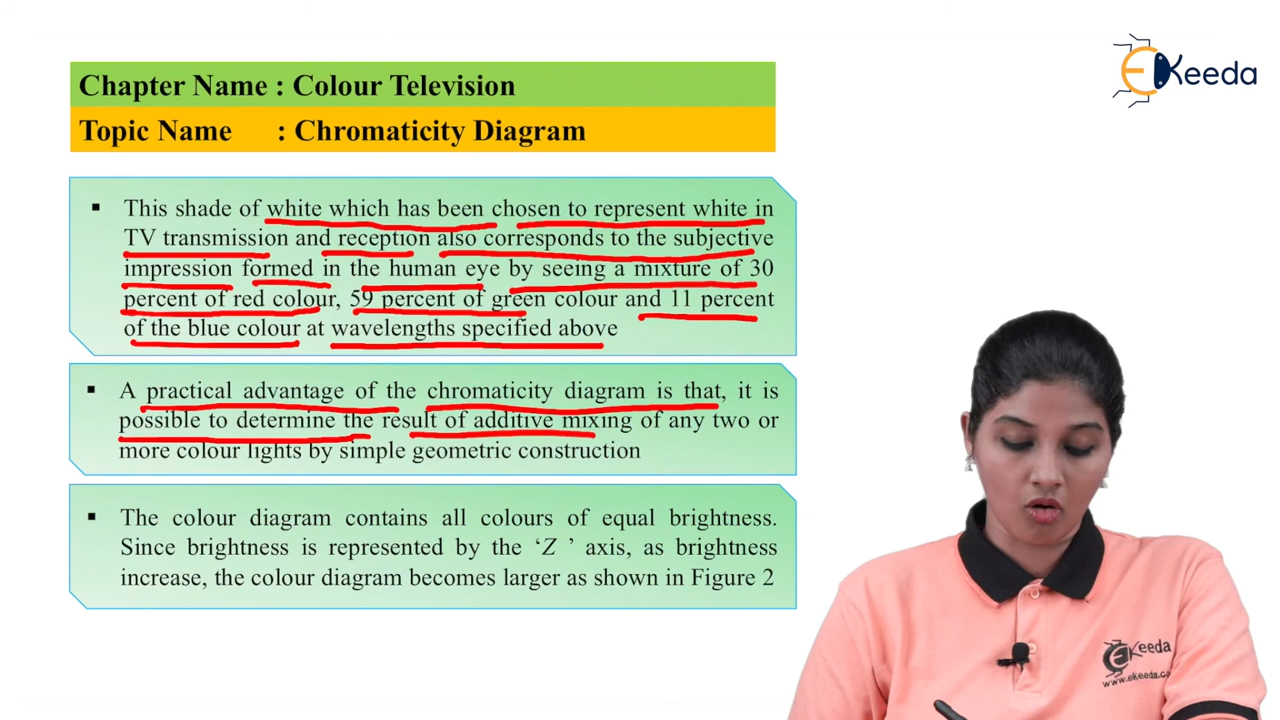 EKeeda
Chapter Name : Colour Television
Topic Name : Chromaticity Diagram
▪ This shade of white which has been chosen to represent white in
TV transmission and reception also corresponds to the subjective
impression formed in the human eye by seeing a mixture of 30
percent of red colour, 59 percent of green colour and 11 percent
of the blue colour at wavelengths specified above
▪ A practical advantage of the chromaticity diagram is that, it is
possible to determine the result of additive mixing of any two or
more colour lights by simple geometric construction
▪ The colour diagram contains all colours of equal brightness.
Since brightness is represented by the ‘Z ’ axis, as brightness
increase, the colour diagram becomes larger as shown in Figure 2
EKeeda
www.ekeeda.co